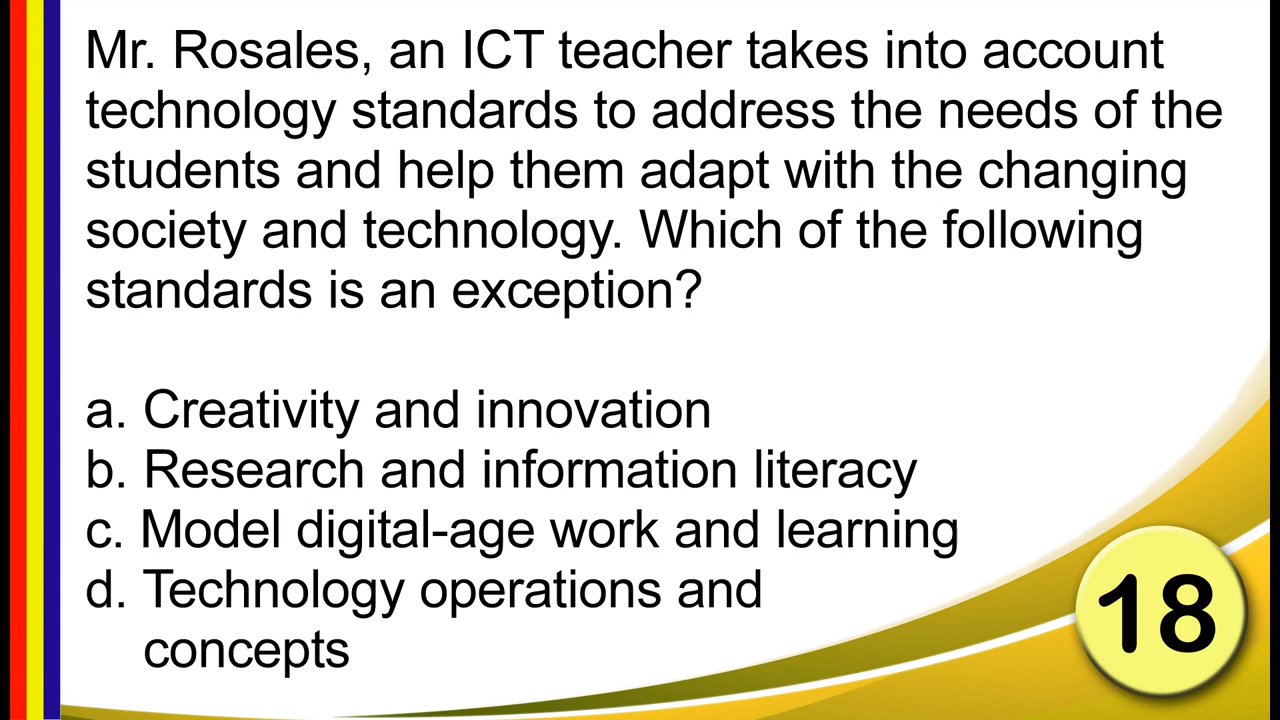 Mr. Rosales, an ICT teacher takes into account
technology standards to address the needs of the
students and help them adapt with the changing
society and technology. Which of the following
standards is an exception?
a. Creativity and innovation
b. Research and information literacy
c. Model digital-age work and learning
d. Technology operations and
concepts
18